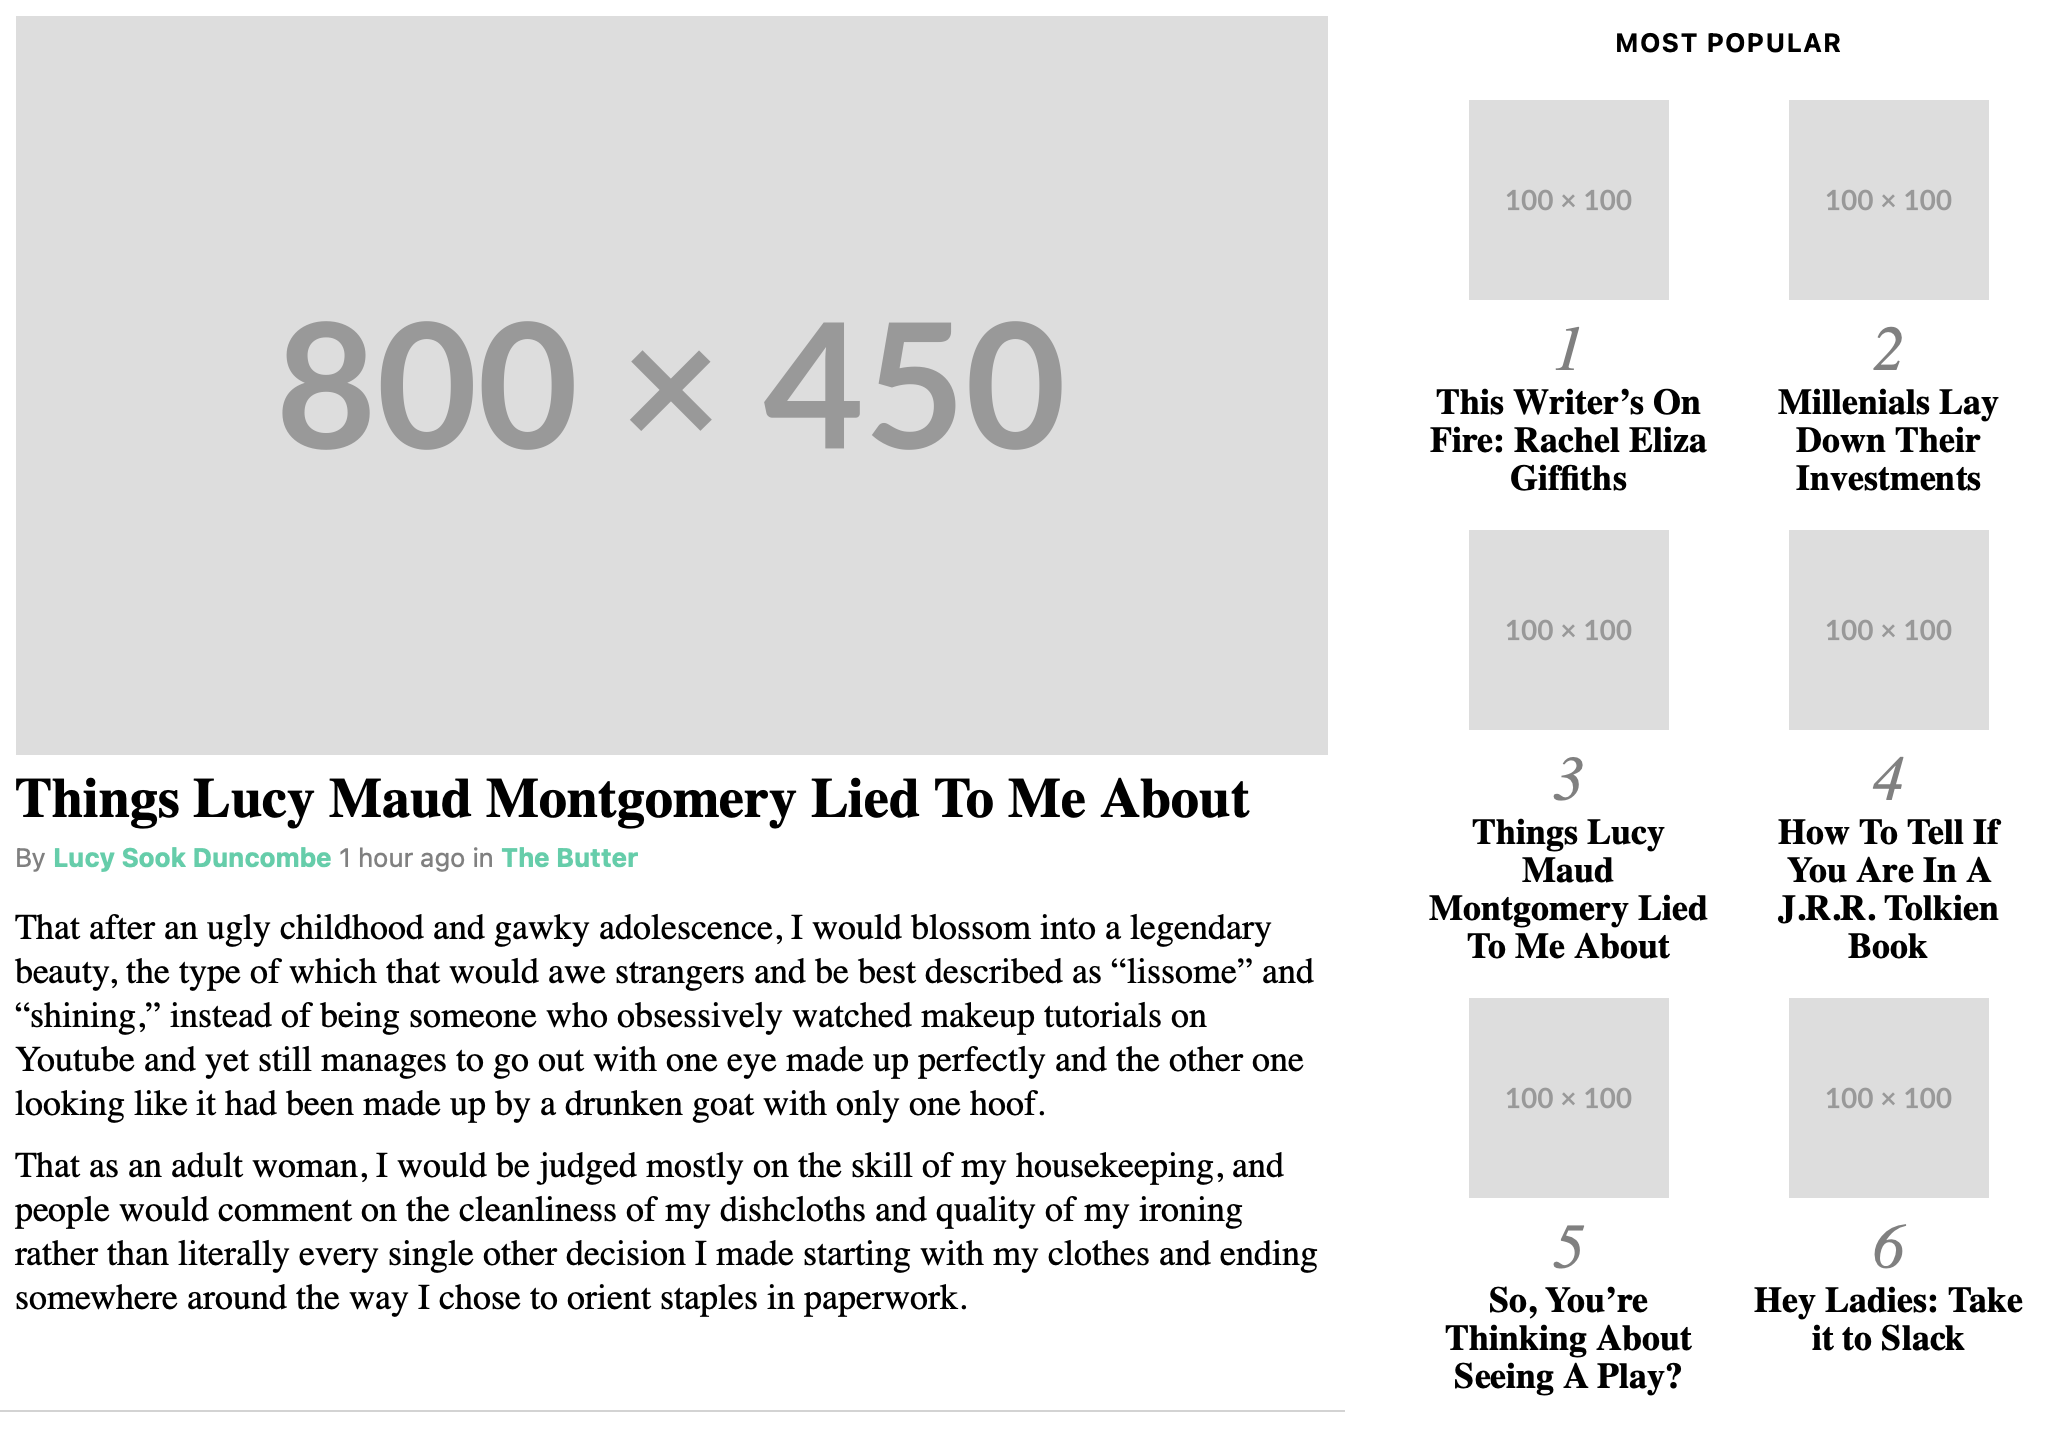 800 × 450
Things Lucy Maud Montgomery Lied To Me About
By Lucy Sook Duncombe 1 hour ago in The Butter
That after an ugly childhood and gawky adolescence, I would blossom into a legendary
beauty, the type of which that would awe strangers and be best described as “lissome” and
“shining,” instead of being someone who obsessively watched makeup tutorials on
Youtube and yet still manages to go out with one eye made up perfectly and the other one
looking like it had been made up by a drunken goat with only one hoof.
That as an adult woman, I would be judged mostly on the skill of my housekeeping, and
people would comment on the cleanliness of my dishcloths and quality of my ironing
rather than literally every single other decision I made starting with my clothes and ending
somewhere around the way I chose to orient staples in paperwork.
MOST POPULAR
100 × 100
1
This Writer’s On
Fire: Rachel Eliza
Giffiths
100 × 100
2
Millenials Lay
Down Their
Investments
100 × 100
3
Things Lucy
Maud
Montgomery Lied
To Me About
100 × 100
4
How To Tell If
You Are In A
J.R.R. Tolkien
Book
100 × 100
5
So, You’re
Thinking About
Seeing A Play?
100 × 100
6
Hey Ladies: Take
it to Slack